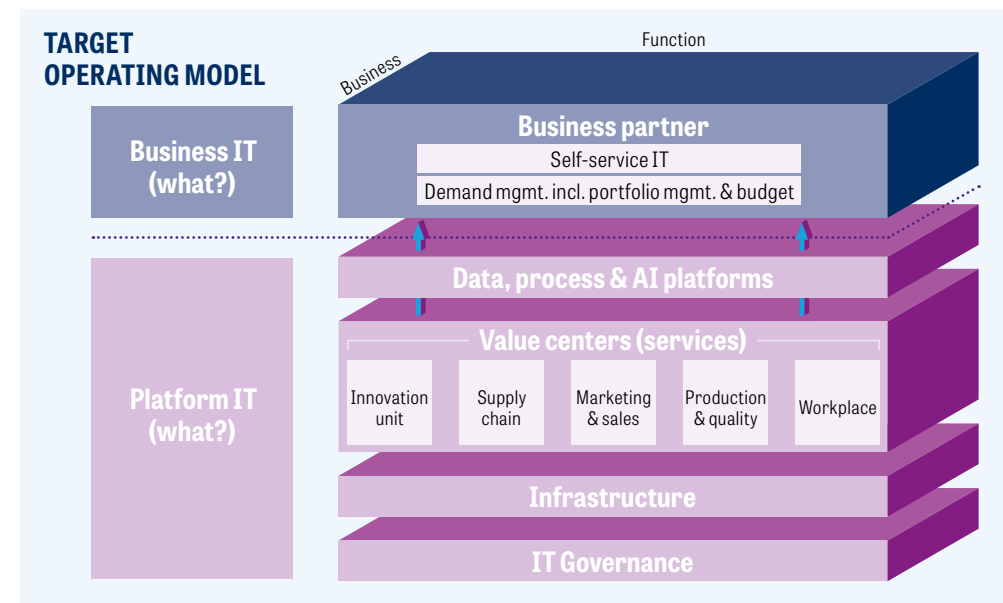 TARGET
OPERATING MODEL
Function
Business
Business IT
(what?)
Business partner
Self-service IT
Demand mgmt. incl. portfolio mgmt. & budget
Data, process & AI platforms
Platform IT
(what?)
Value centers (services)
Innovation
unit
Supply
chain
Marketing
& sales
Production
& quality
Workplace
Infrastructure
IT Governance